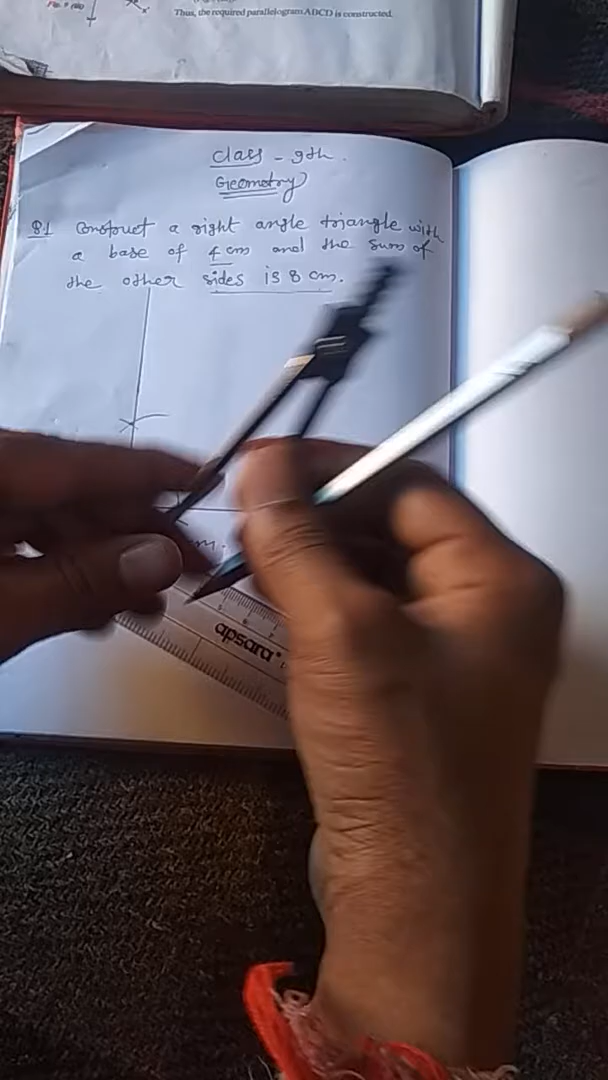 Thus, the required parallelogram ABCD is constructed.
Class - 9th.
Geometry
Q.1 Construct a right angle triangle with
a base of 4 cm and the sum of
the other sides is 8 cm.
apsara